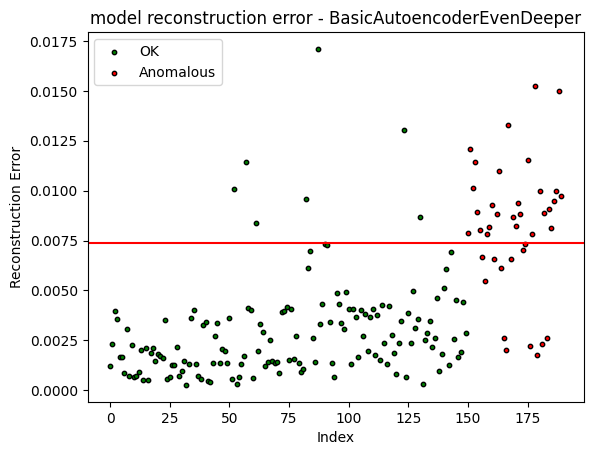 model reconstruction error - BasicAutoencoderEvenDeeper
OK
Anomalous
0.0175
0.0150
0.0125
0.0100
0.0075
0.0050
0.0025
0.0000
Reconstruction Error
0 25 50 75 100 125 150 175
Index